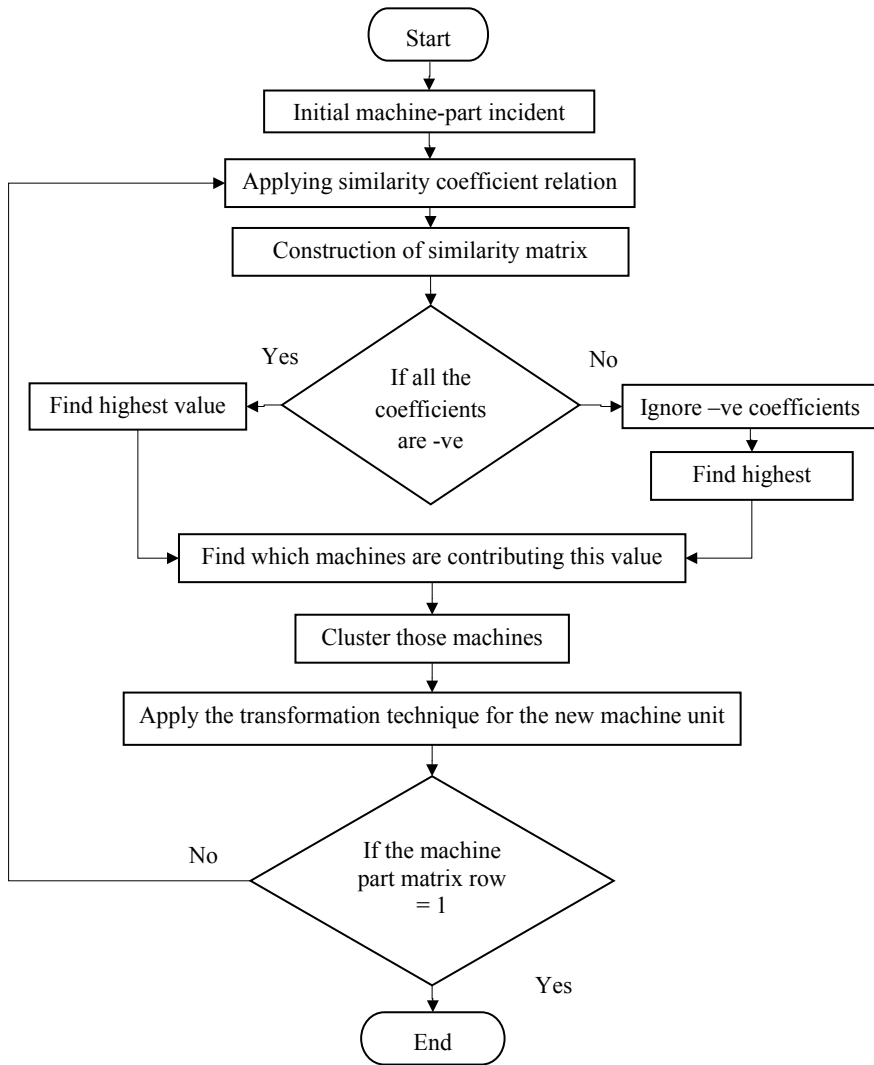 Start
Initial machine-part incident
Applying similarity coefficient relation
Construction of similarity matrix
Yes
No
If all the
coefficients
are -ve
Find highest value
Ignore –ve coefficients
Find highest
Find which machines are contributing this value
Cluster those machines
Apply the transformation technique for the new machine unit
No
If the machine
part matrix row
= 1
Yes
End